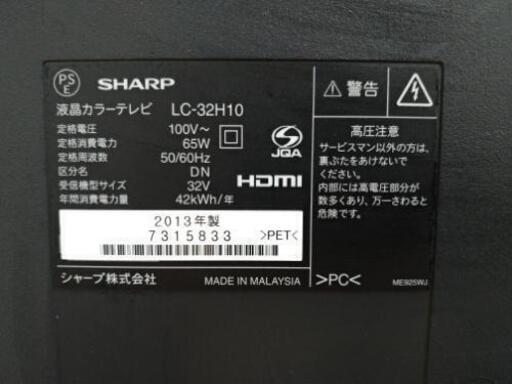 PS
E
SHARP
液晶カラーテレビ LC-32H10
定格電圧 100V～
定格消費電力 65W
定格周波数 50/60Hz
区分名 DN
受信機型サイズ 32V
年間消費電力量 42kWh/年
JQA
HDMI
2013年製
7315833 >PET<
シャープ株式会社 MADE IN MALAYSIA
警告
高圧注意
サービスマン以外の方は、
裏ぶたをあけないで
ください。
内部には高電圧部分が
数多くあり、万一さわると
危険です。
>PC< ME925WJ